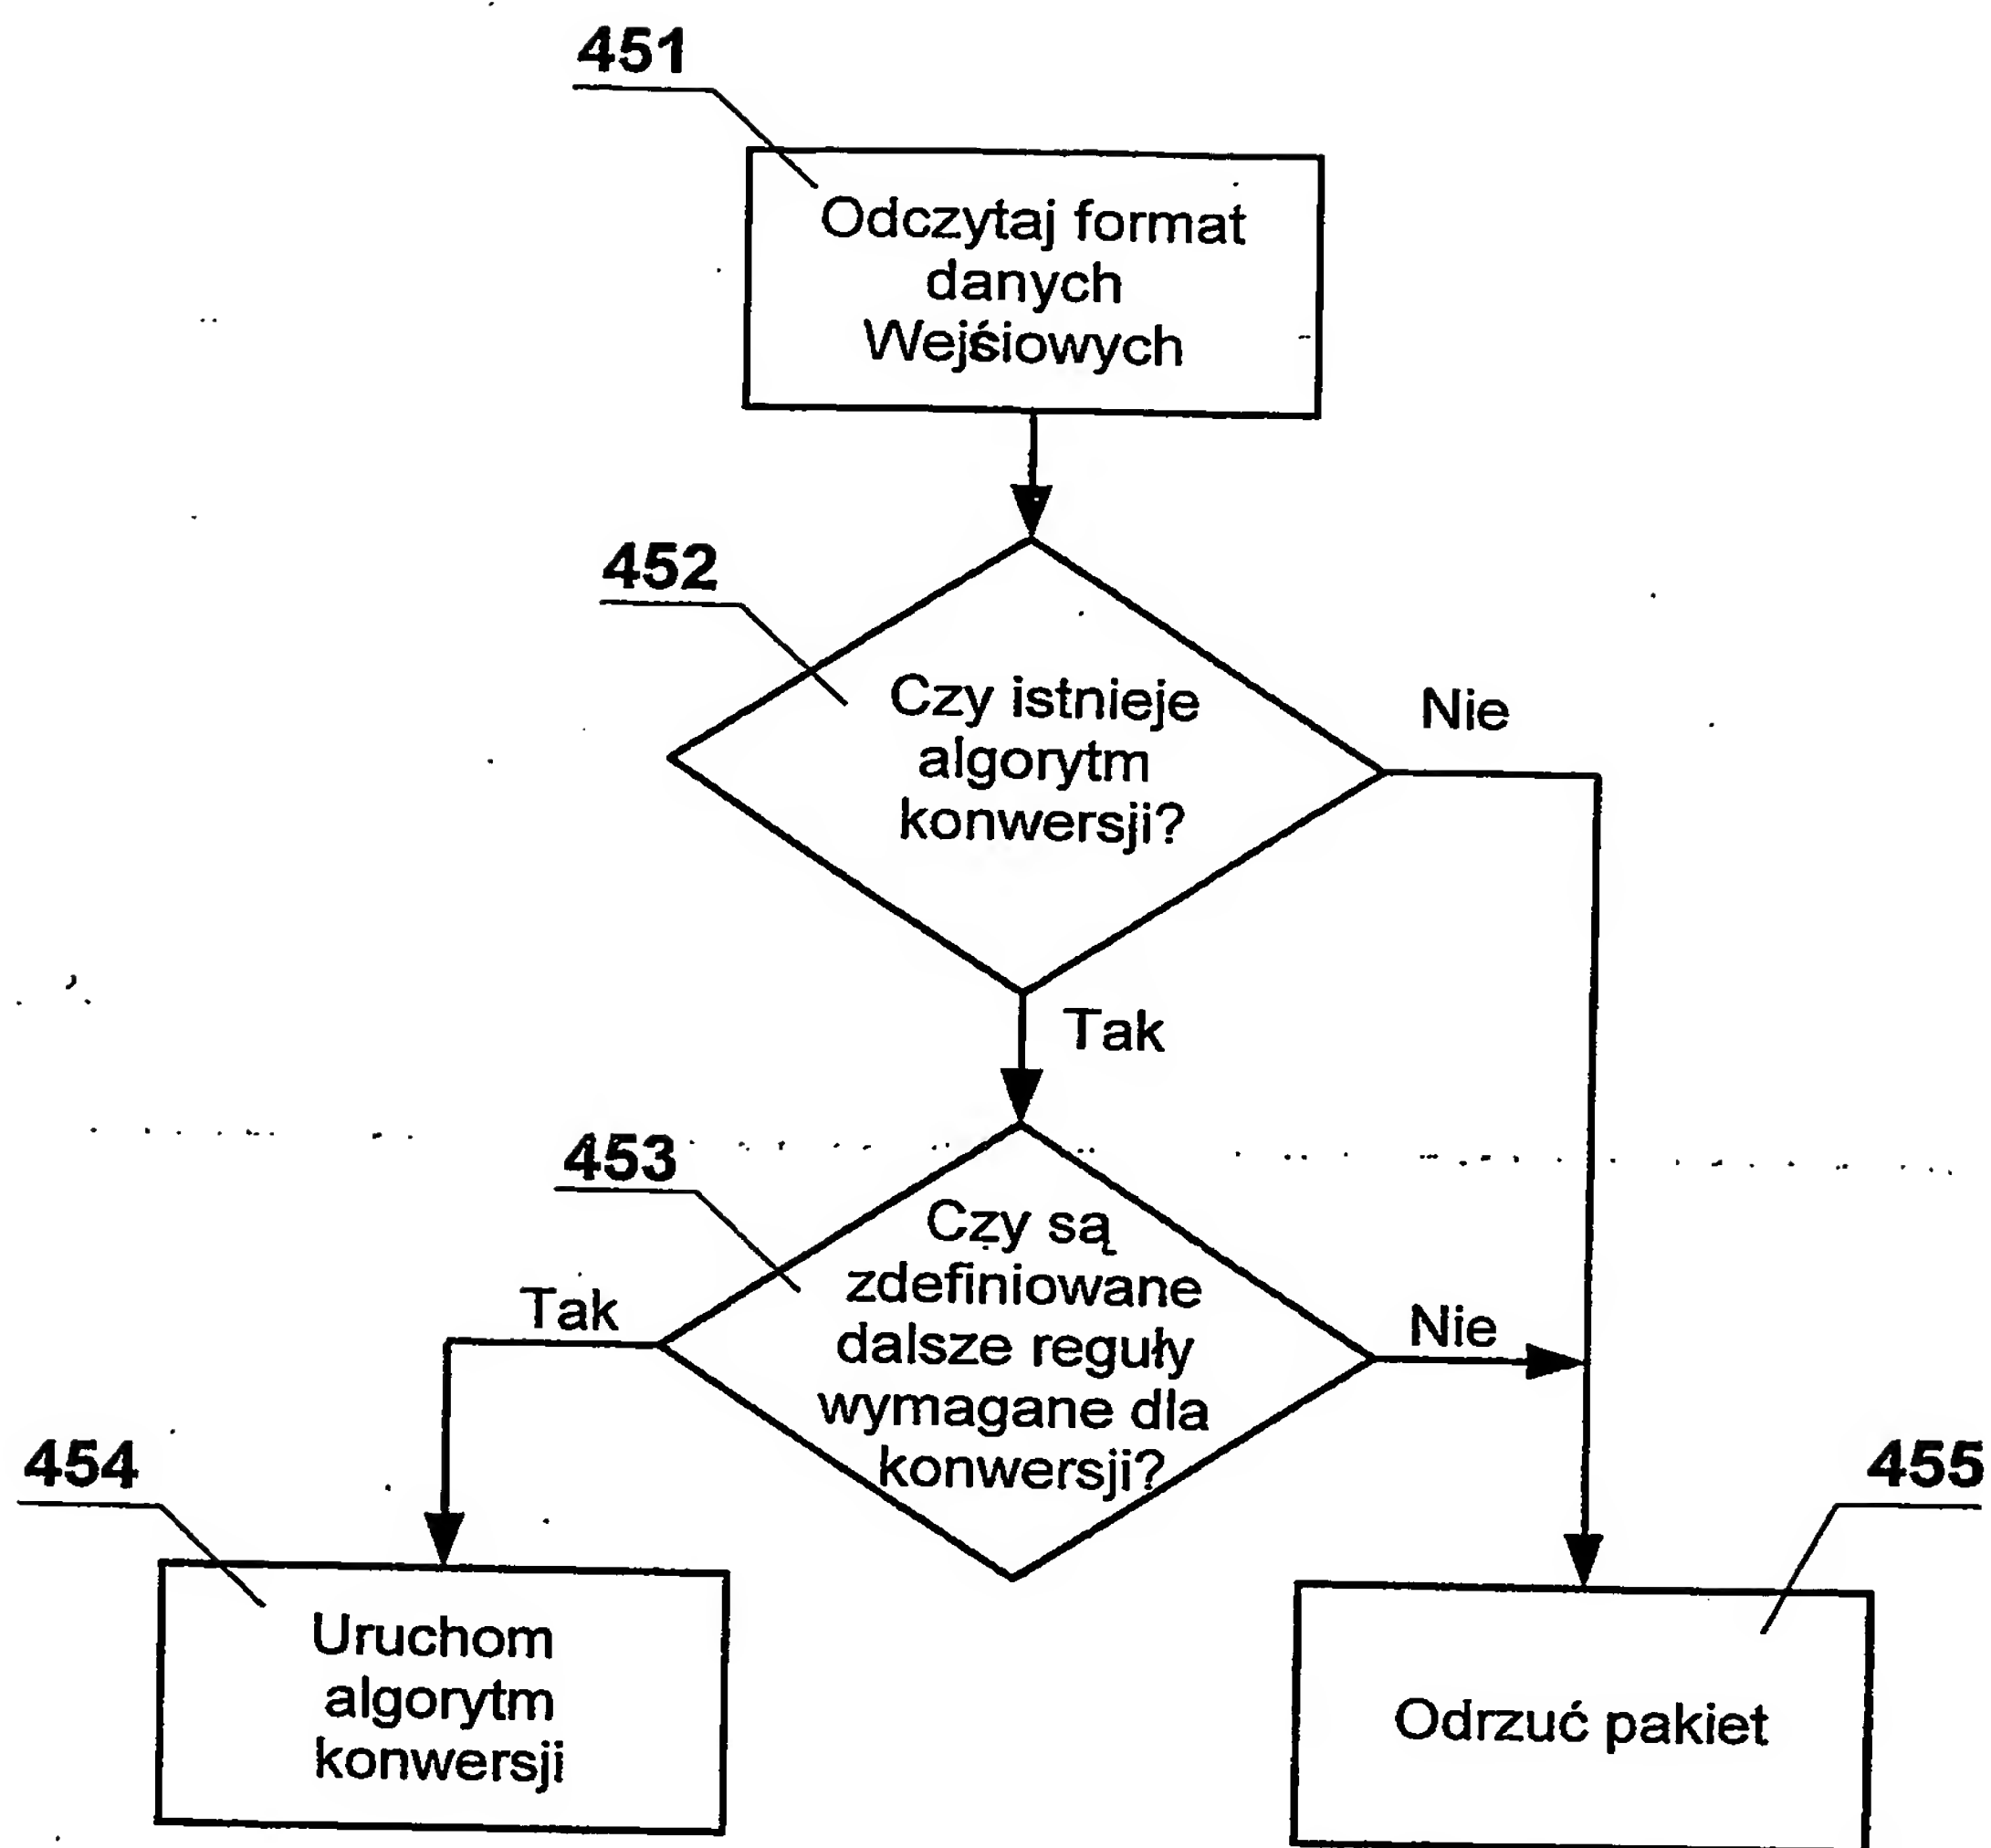 451
Odczytaj format
danych
Wejśiowych
452
Czy istnieje
algorytm
konwersji?
Nie
Tak
453
Czy są
zdefiniowane
dalsze reguły
wymagane dla
konwersji?
Tak
Nie
454
455
Uruchom
algorytm
konwersji
Odrzuć pakiet